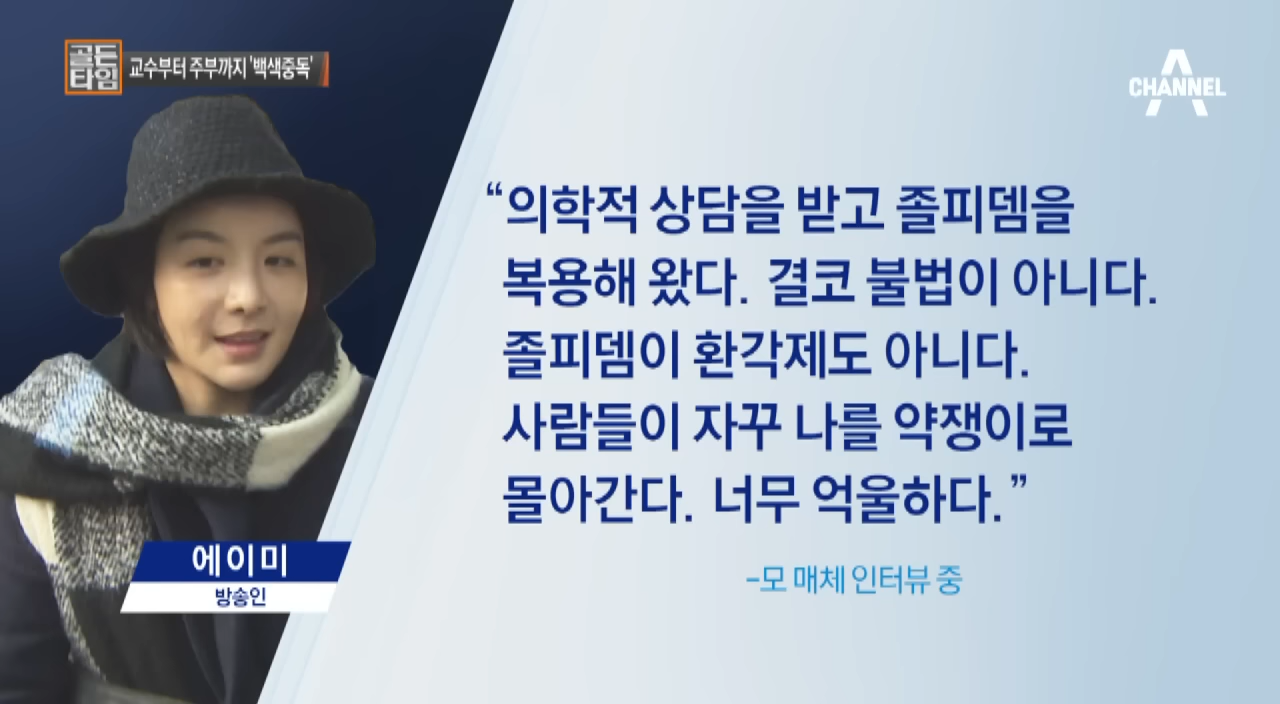 골든
타임
교수부터 주부까지 '백색중독'
CHANNEL A
“의학적 상담을 받고 졸피뎀을
복용해 왔다. 결코 불법이 아니다.
졸피뎀이 환각제도 아니다.
사람들이 자꾸 나를 약쟁이로
몰아간다. 너무 억울하다.”
-모 매체 인터뷰 중
에이미
방송인